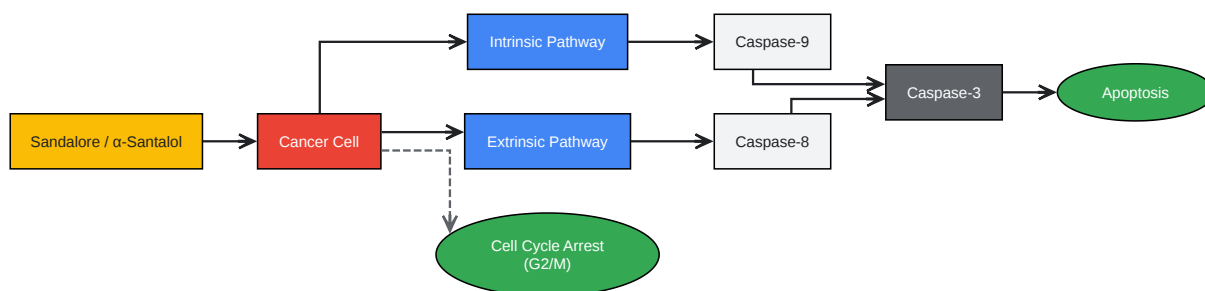 Intrinsic Pathway
Caspase-9
Sandalore / α-Santalol
Cancer Cell
Extrinsic Pathway
Caspase-8
Caspase-3
Apoptosis
Cell Cycle Arrest
(G2/M)